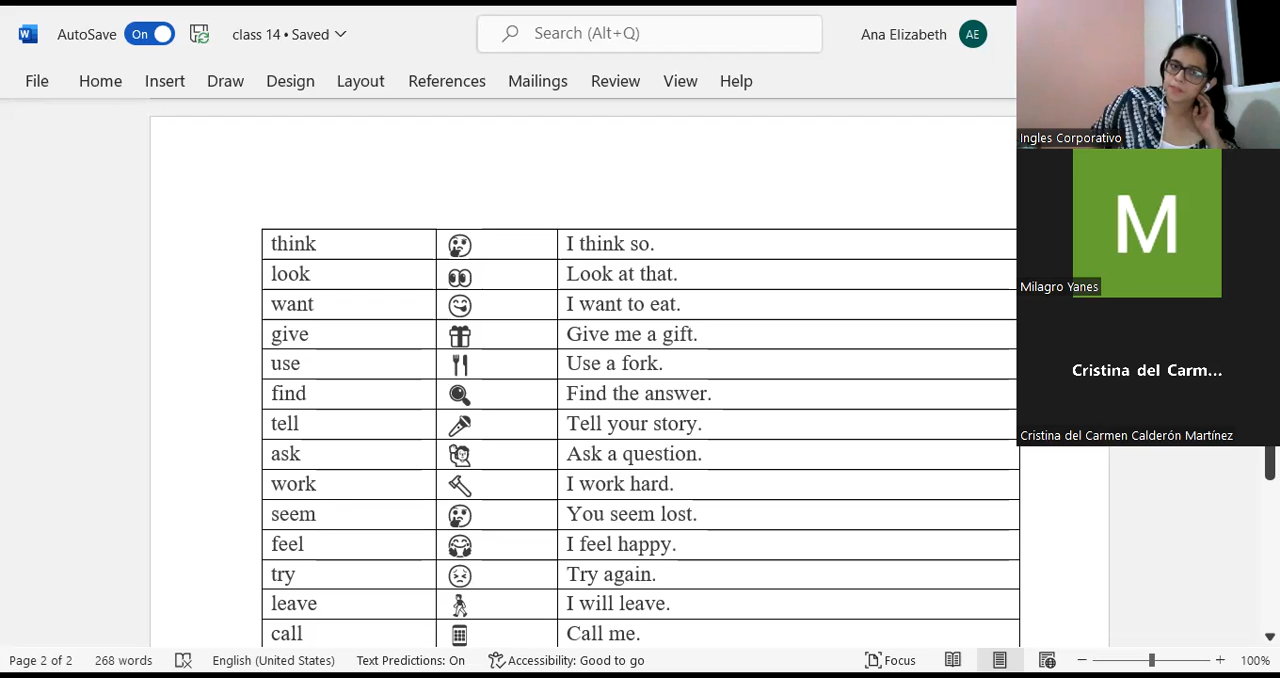 AutoSave On class 14 • Saved Search (Alt+Q) Ana Elizabeth AE
File Home Insert Draw Design Layout References Mailings Review View Help
Ingles Corporativo
M
Milagro Yanes
Cristina del Carm...
Cristina del Carmen Calderón Martínez
think I think so.
look Look at that.
want I want to eat.
give Give me a gift.
use Use a fork.
find Find the answer.
tell Tell your story.
ask Ask a question.
work I work hard.
seem You seem lost.
feel I feel happy.
try Try again.
leave I will leave.
call Call me.
Page 2 of 2 268 words English (United States) Text Predictions: On Accessibility: Good to go Focus 100%